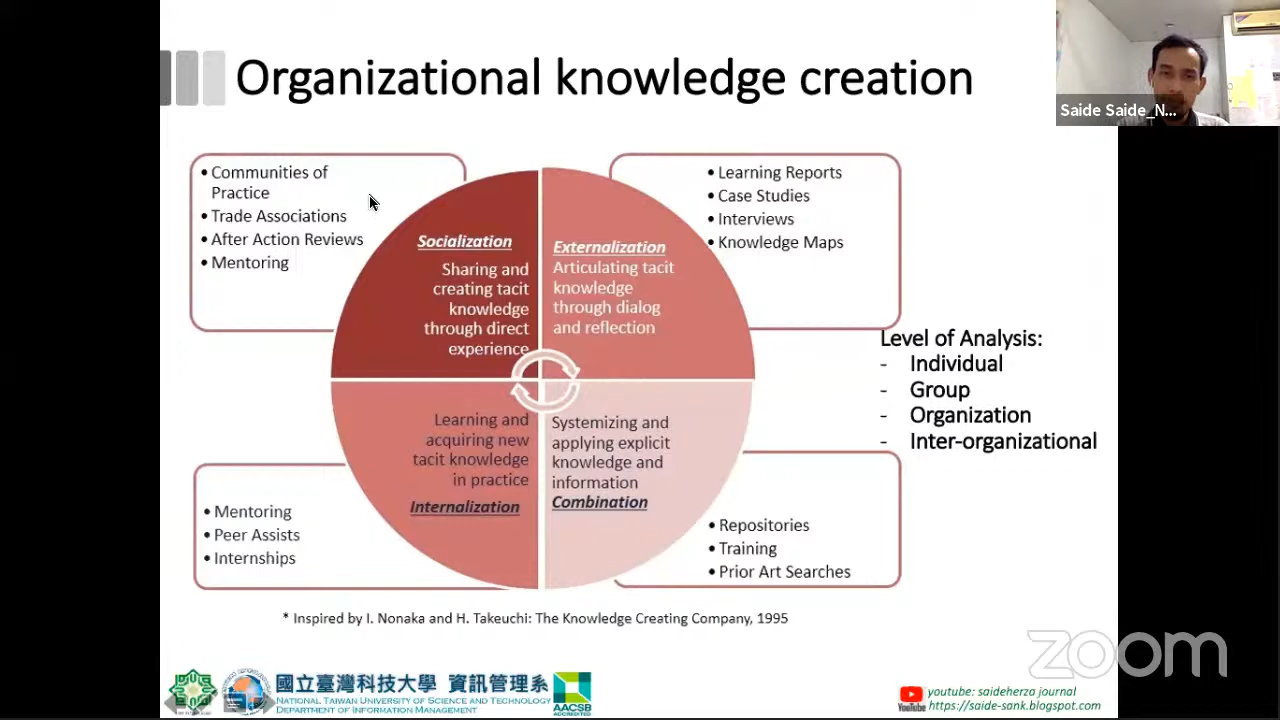 Organizational knowledge creation
Saide Saide_N...
• Communities of
Practice
• Trade Associations
• After Action Reviews
• Mentoring
Socialization
Sharing and
creating tacit
knowledge
through direct
experience
Externalization
Articulating tacit
knowledge
through dialog
and reflection
• Learning Reports
• Case Studies
• Interviews
• Knowledge Maps
Level of Analysis:
- Individual
- Group
- Organization
- Inter-organizational
Learning and
acquiring new
tacit knowledge
in practice
Internalization
Systemizing and
applying explicit
knowledge and
information
Combination
• Mentoring
• Peer Assists
• Internships
• Repositories
• Training
• Prior Art Searches
* Inspired by I. Nonaka and H. Takeuchi: The Knowledge Creating Company, 1995
zoom
國立臺灣科技大學 資訊管理系
NATIONAL TAIWAN UNIVERSITY OF SCIENCE AND TECHNOLOGY
DEPARTMENT OF INFORMATION MANAGEMENT
AACSB
ACCREDITED
YouTube
youtube: saideherza journal
https://saide-sank.blogspot.com